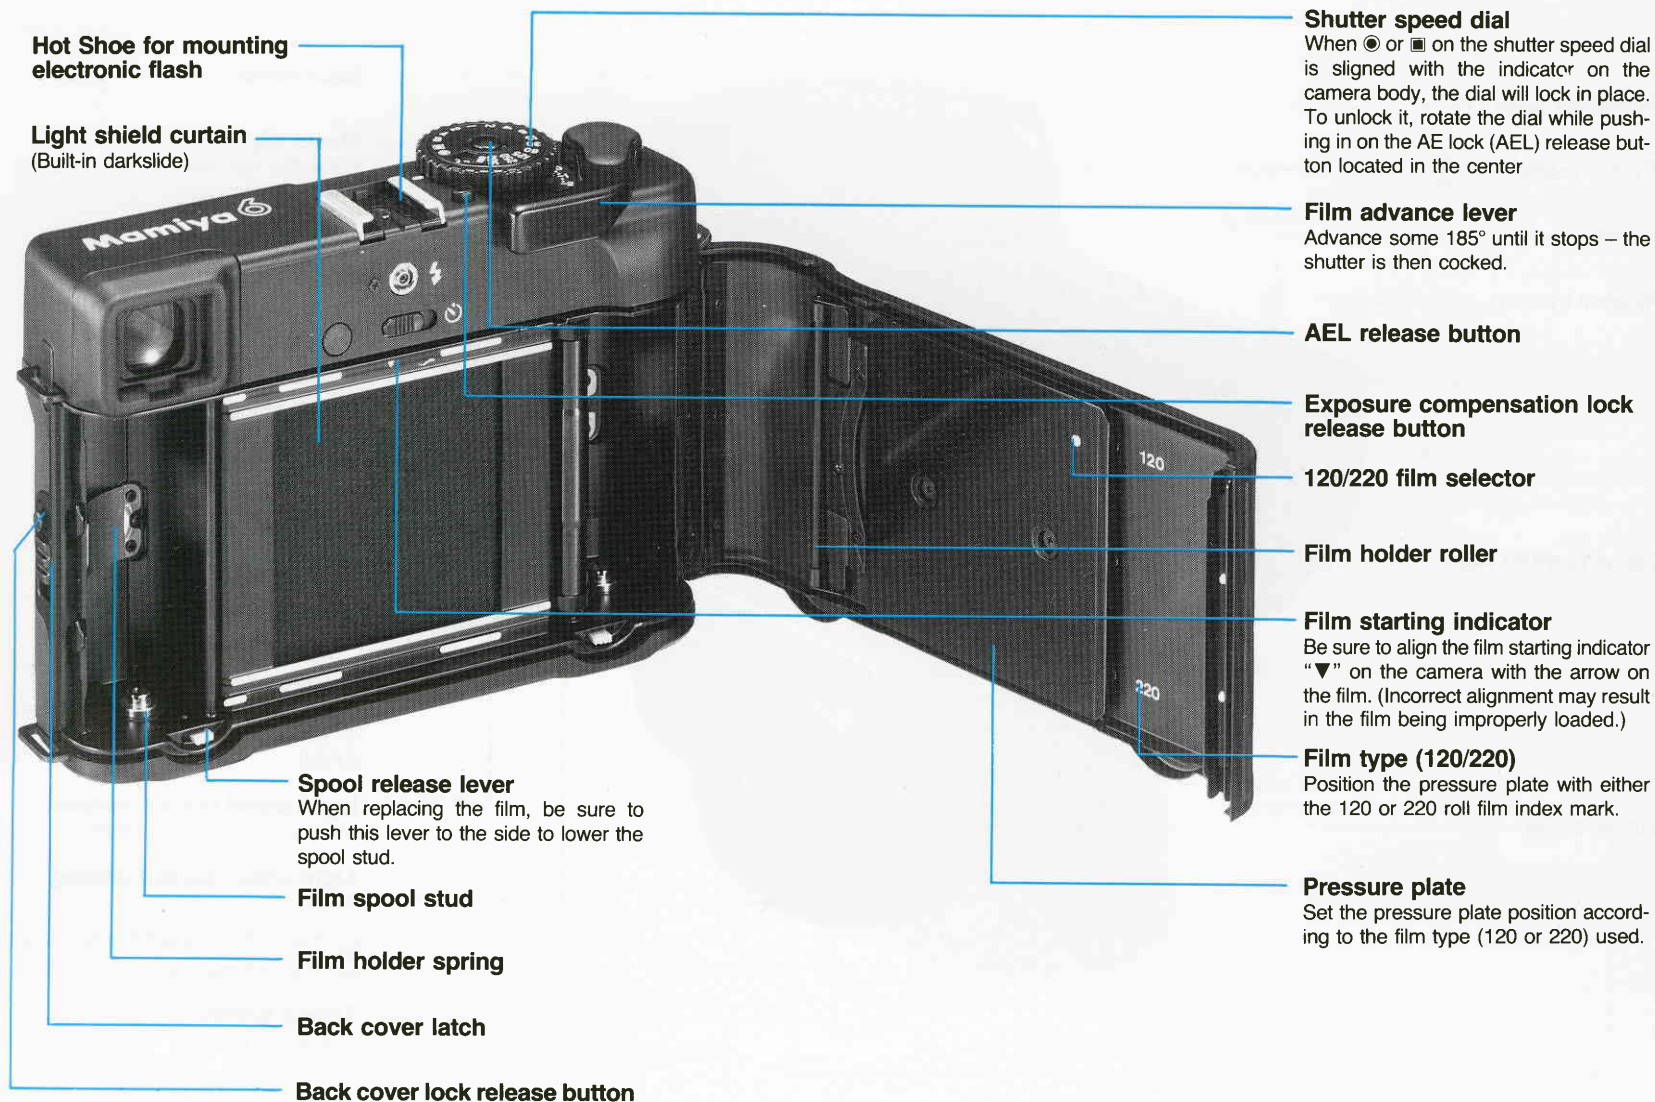 Hot Shoe for mounting
electronic flash
Light shield curtain
(Built-in darkslide)
Mamiya 6
120
220
Spool release lever
When replacing the film, be sure to
push this lever to the side to lower the
spool stud.
Film spool stud
Film holder spring
Back cover latch
Back cover lock release button
Shutter speed dial
When ◉ or ▣ on the shutter speed dial
is sligned with the indicator on the
camera body, the dial will lock in place.
To unlock it, rotate the dial while push-
ing in on the AE lock (AEL) release but-
ton located in the center
Film advance lever
Advance some 185° until it stops – the
shutter is then cocked.
AEL release button
Exposure compensation lock
release button
120/220 film selector
Film holder roller
Film starting indicator
Be sure to align the film starting indicator
“▼” on the camera with the arrow on
the film. (Incorrect alignment may result
in the film being improperly loaded.)
Film type (120/220)
Position the pressure plate with either
the 120 or 220 roll film index mark.
Pressure plate
Set the pressure plate position accord-
ing to the film type (120 or 220) used.